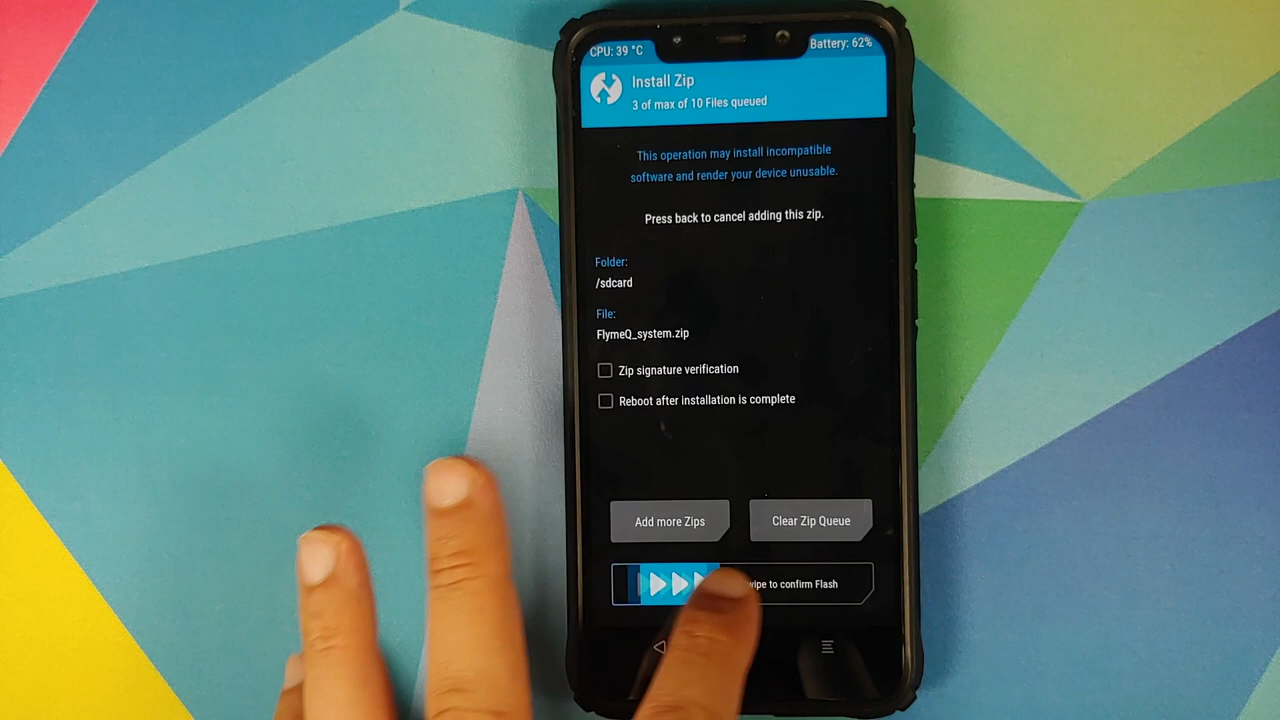 CPU: 39 °C
Battery: 62%
Install Zip
3 of max of 10 Files queued
This operation may install incompatible
software and render your device unusable.
Press back to cancel adding this zip.
Folder:
/sdcard
File:
FlymeQ_system.zip
Zip signature verification
Reboot after installation is complete
Add more Zips
Clear Zip Queue
to confirm Flash